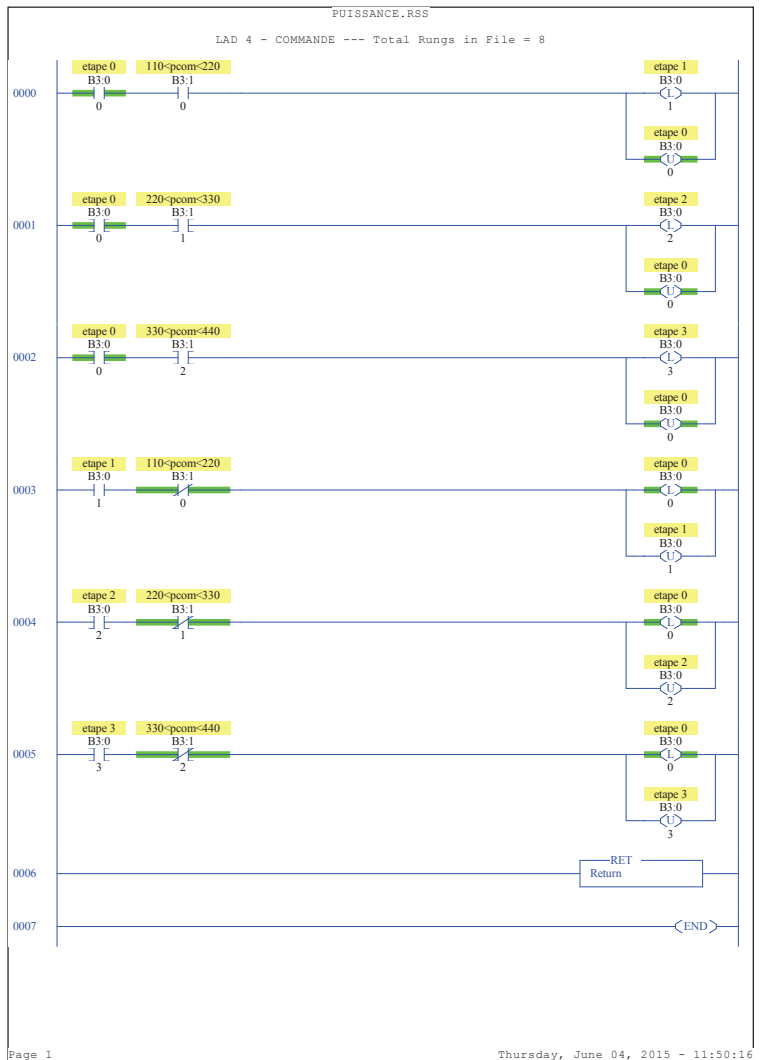 PUISSANCE.RSS
LAD 4 - COMMANDE --- Total Rungs in File = 8
etape 0 110<pcom<220 etape 1
B3:0 B3:1 B3:0
0000 L
0 0 1
etape 0
B3:0
U
0
etape 0 220<pcom<330 etape 2
B3:0 B3:1 B3:0
0001 L
0 1 2
etape 0
B3:0
U
0
etape 0 330<pcom<440 etape 3
B3:0 B3:1 B3:0
0002 L
0 2 3
etape 0
B3:0
U
0
etape 1 110<pcom<220 etape 0
B3:0 B3:1 B3:0
0003 L
1 0 0
etape 1
B3:0
U
1
etape 2 220<pcom<330 etape 0
B3:0 B3:1 B3:0
0004 L
2 1 0
etape 2
B3:0
U
2
etape 3 330<pcom<440 etape 0
B3:0 B3:1 B3:0
0005 L
3 2 0
etape 3
B3:0
U
3
RET
0006 Return
0007 END
Page 1 Thursday, June 04, 2015 - 11:50:16